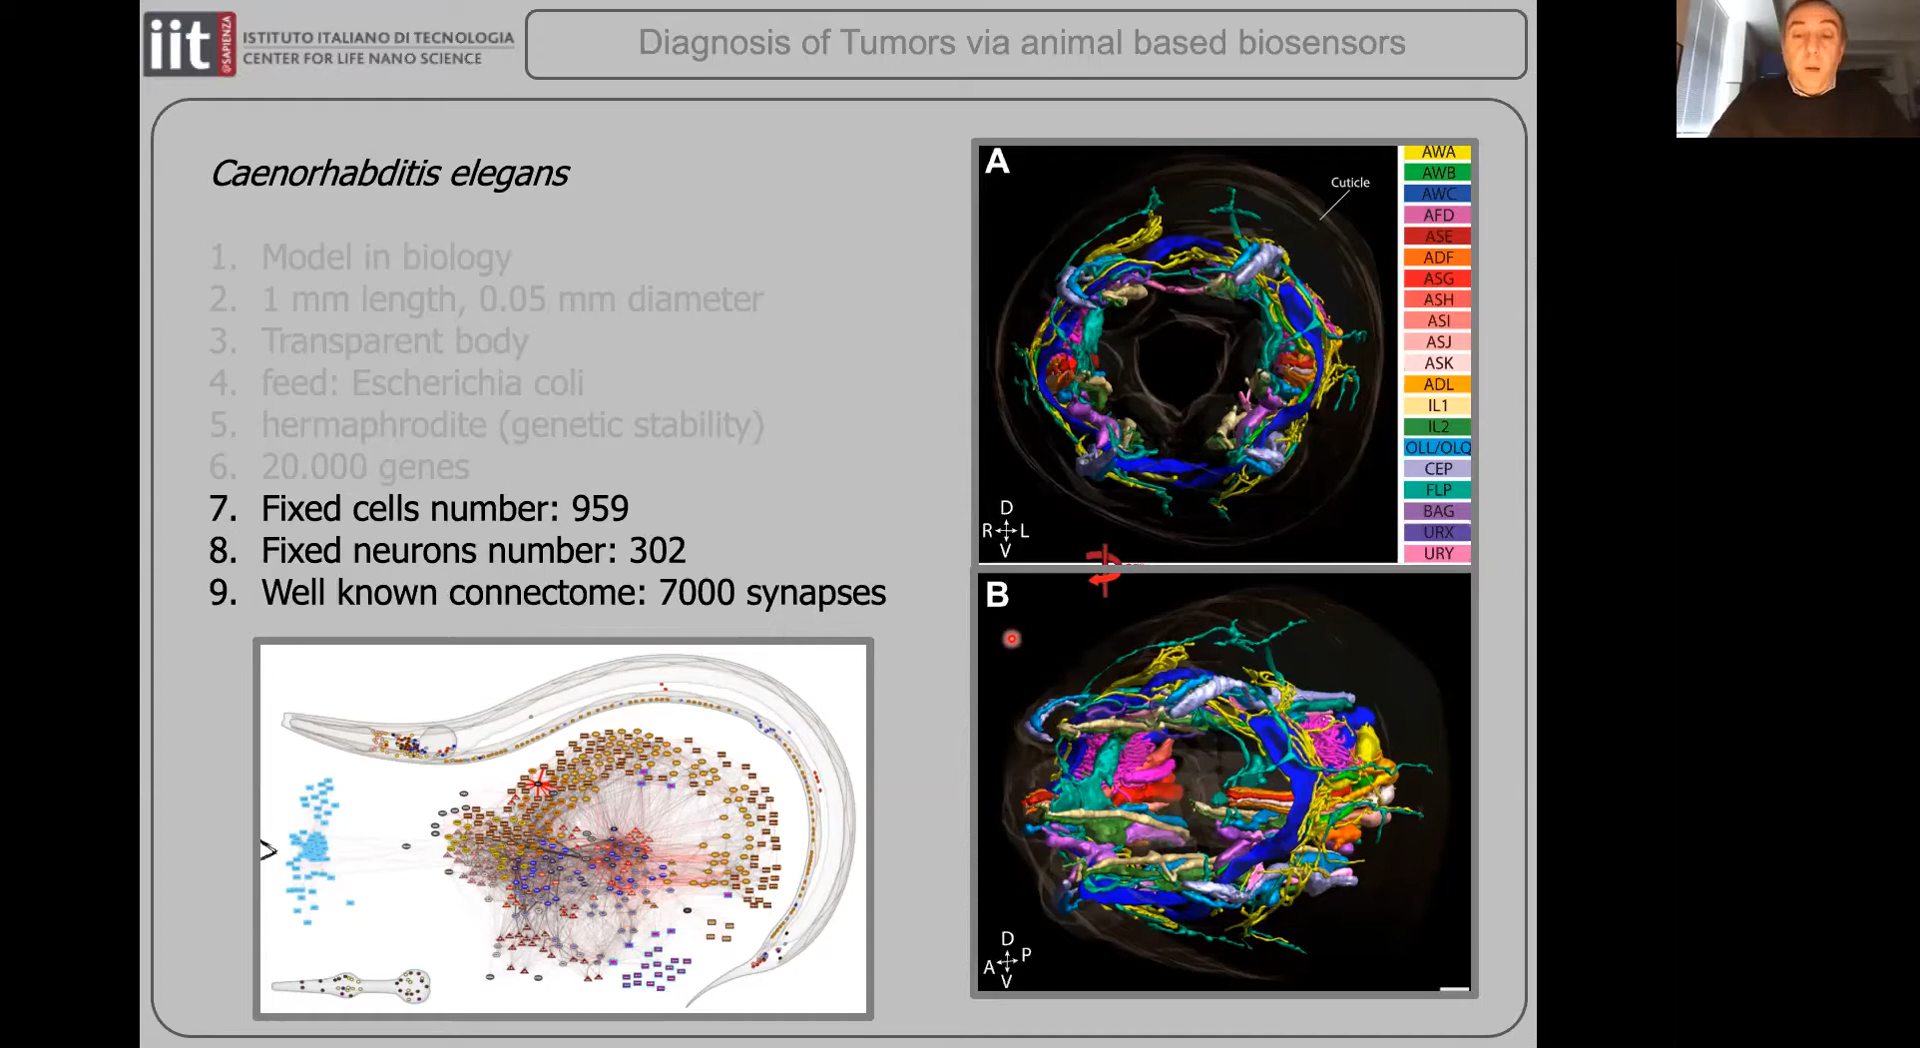 iit
@SAPIENZA
ISTITUTO ITALIANO DI TECNOLOGIA
CENTER FOR LIFE NANO SCIENCE
Diagnosis of Tumors via animal based biosensors
Caenorhabditis elegans
1. Model in biology
2. 1 mm length, 0.05 mm diameter
3. Transparent body
4. feed: Escherichia coli
5. hermaphrodite (genetic stability)
6. 20.000 genes
7. Fixed cells number: 959
8. Fixed neurons number: 302
9. Well known connectome: 7000 synapses
A
Cuticle
D
R L
V
AWA
AWB
AWC
AFD
ASE
ADF
ASG
ASH
ASI
ASJ
ASK
ADL
IL1
IL2
OLL/OLQ
CEP
FLP
BAG
URX
URY
B
D
A P
V